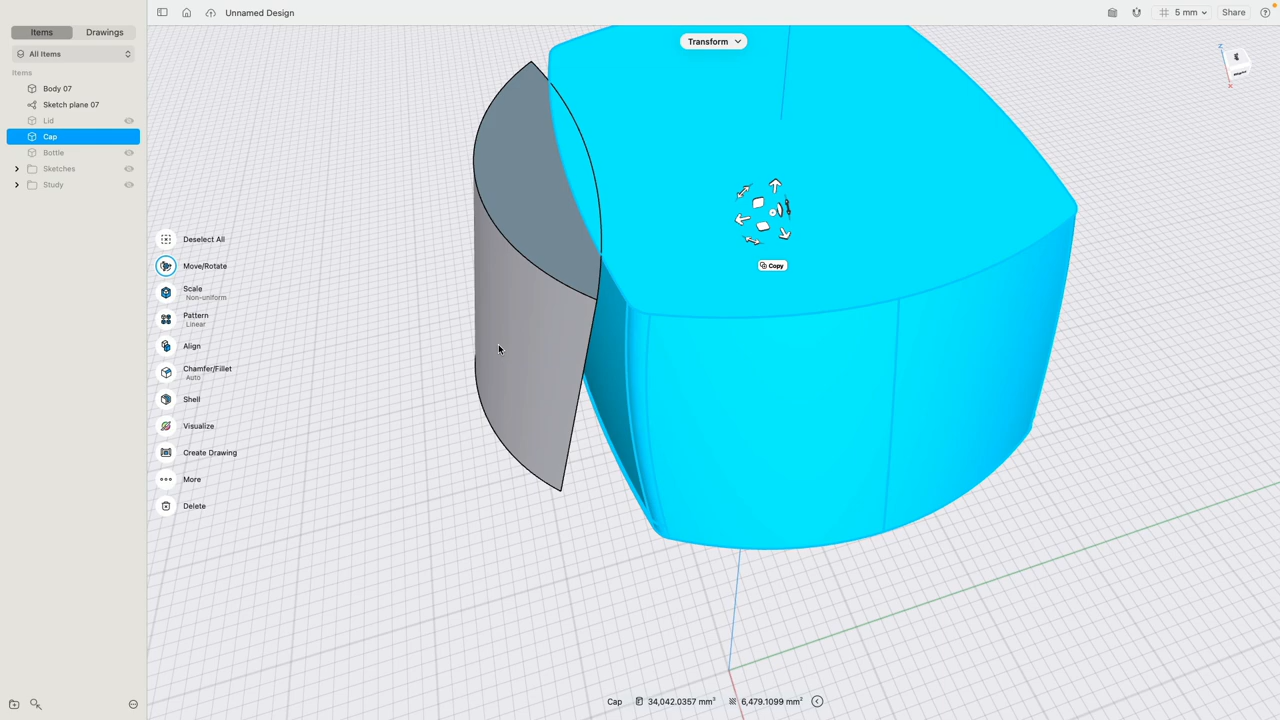 Unnamed Design
5 mm
Share
Items
Drawings
All Items
Items
Body 07
Sketch plane 07
Lid
Cap
Bottle
Sketches
Study
Transform
Copy
Deselect All
Move/Rotate
Scale
Non-uniform
Pattern
Linear
Align
Chamfer/Fillet
Auto
Shell
Visualize
Create Drawing
More
Delete
Z
X
Cap
34,042.0357 mm³
6,479.1099 mm²